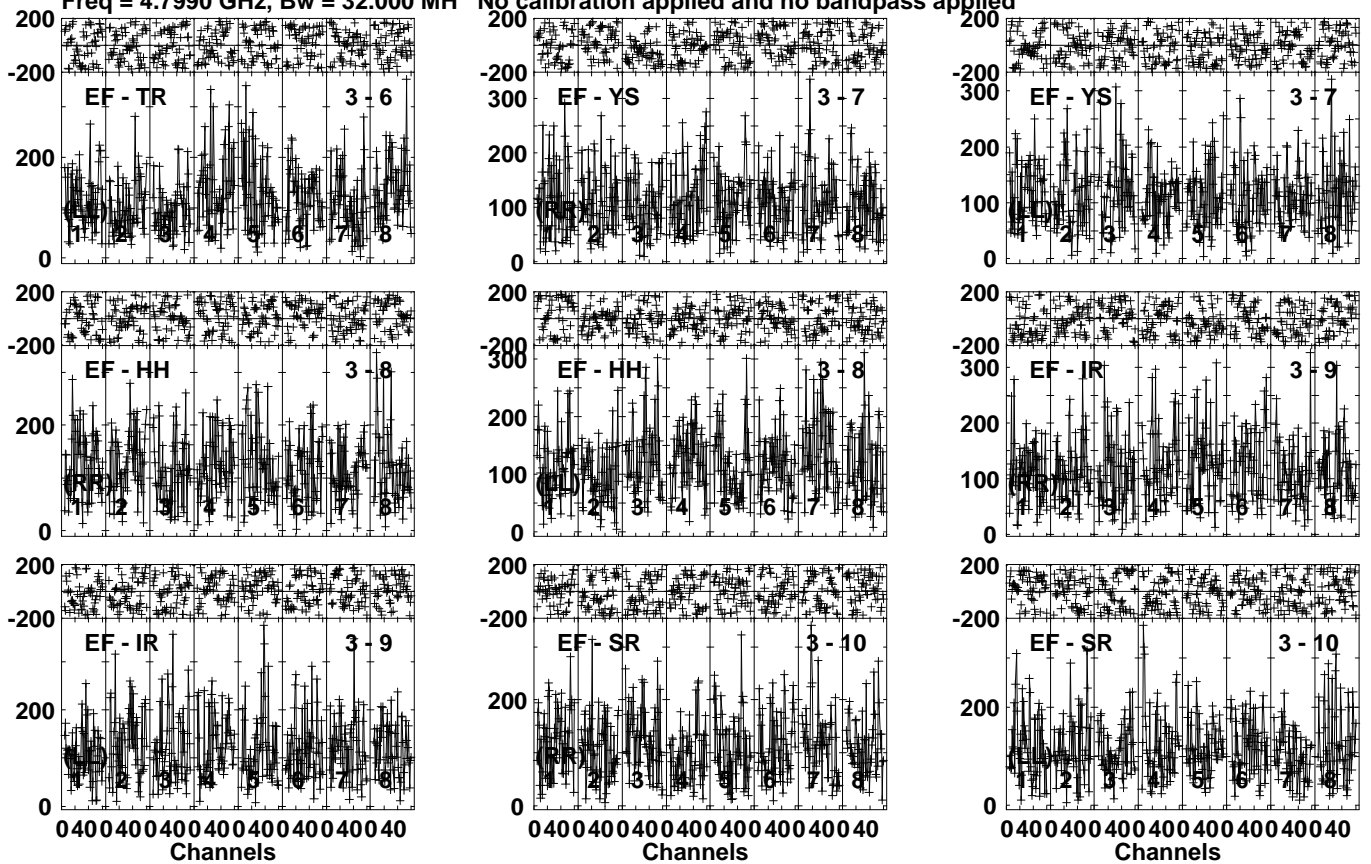 Freq = 4.7990 GHz, Bw = 32.000 MH No calibration applied and no bandpass applied
200 200 200
-200 -200 -200
EF - TR 3 - 6 300 EF - YS 3 - 7 300 EF - YS 3 - 7
200 200 200
100 100
(LL) (RR) (LL)
1 2 3 4 5 6 7 8 1 2 3 4 5 6 7 8 1 2 3 4 5 6 7 8
0 0 0
200 200 200
-200 -200 -200
EF - HH 3 - 8 300 EF - HH 3 - 8 300 EF - IR 3 - 9
200 200 200
100 100
(RR) (LL) (RR)
1 2 3 4 5 6 7 8 1 2 3 4 5 6 7 8 1 2 3 4 5 6 7 8
0 0 0
200 200 200
-200 -200 -200
EF - IR 3 - 9 EF - SR 3 - 10 EF - SR 3 - 10
200 200 200
(LL) (RR) (LL)
1 2 3 4 5 6 7 8 1 2 3 4 5 6 7 8 1 2 3 4 5 6 7 8
0 0 0
0 40 0 40 0 40 0 40 0 40 0 40 0 40 0 40 0 40 0 40 0 40 0 40 0 40 0 40 0 40 0 40 0 40 0 40 0 40 0 40 0 40 0 40 0 40 0 40
Channels Channels Channels